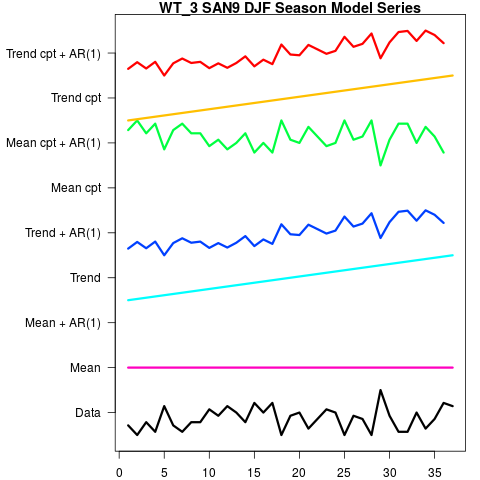 WT_3 SAN9 DJF Season Model Series
Trend cpt + AR(1)
Trend cpt
Mean cpt + AR(1)
Mean cpt
Trend + AR(1)
Trend
Mean + AR(1)
Mean
Data
0 5 10 15 20 25 30 35